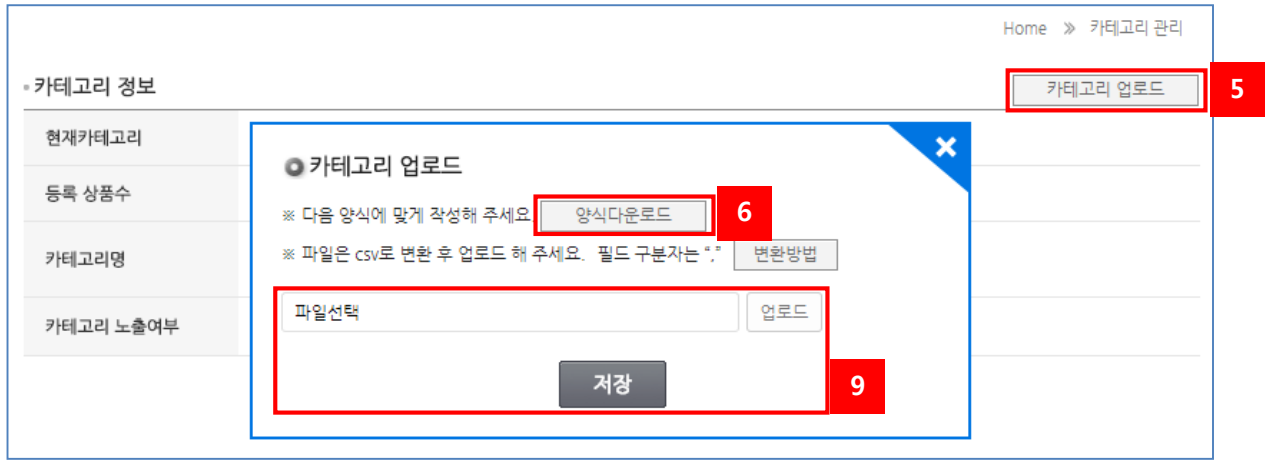 Home ≫ 카테고리 관리
카테고리 정보
카테고리 업로드 5
현재카테고리
등록 상품수
카테고리명
카테고리 노출여부
카테고리 업로드
※ 다음 양식에 맞게 작성해 주세요. 양식다운로드 6
※ 파일은 csv로 변환 후 업로드 해 주세요. 필드 구분자는 “,” 변환방법
파일선택 업로드
저장 9